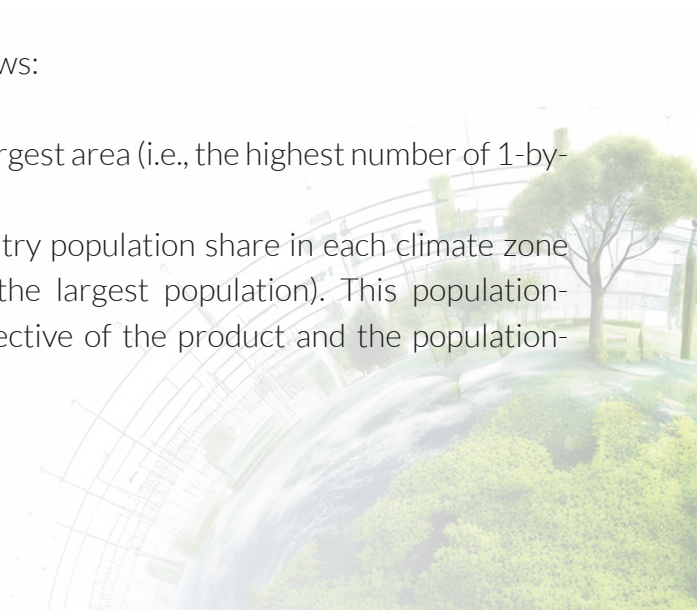 ws:
rgest area (i.e., the highest number of 1-by-
try population share in each climate zone
the largest population). This population-
ective of the product and the population-